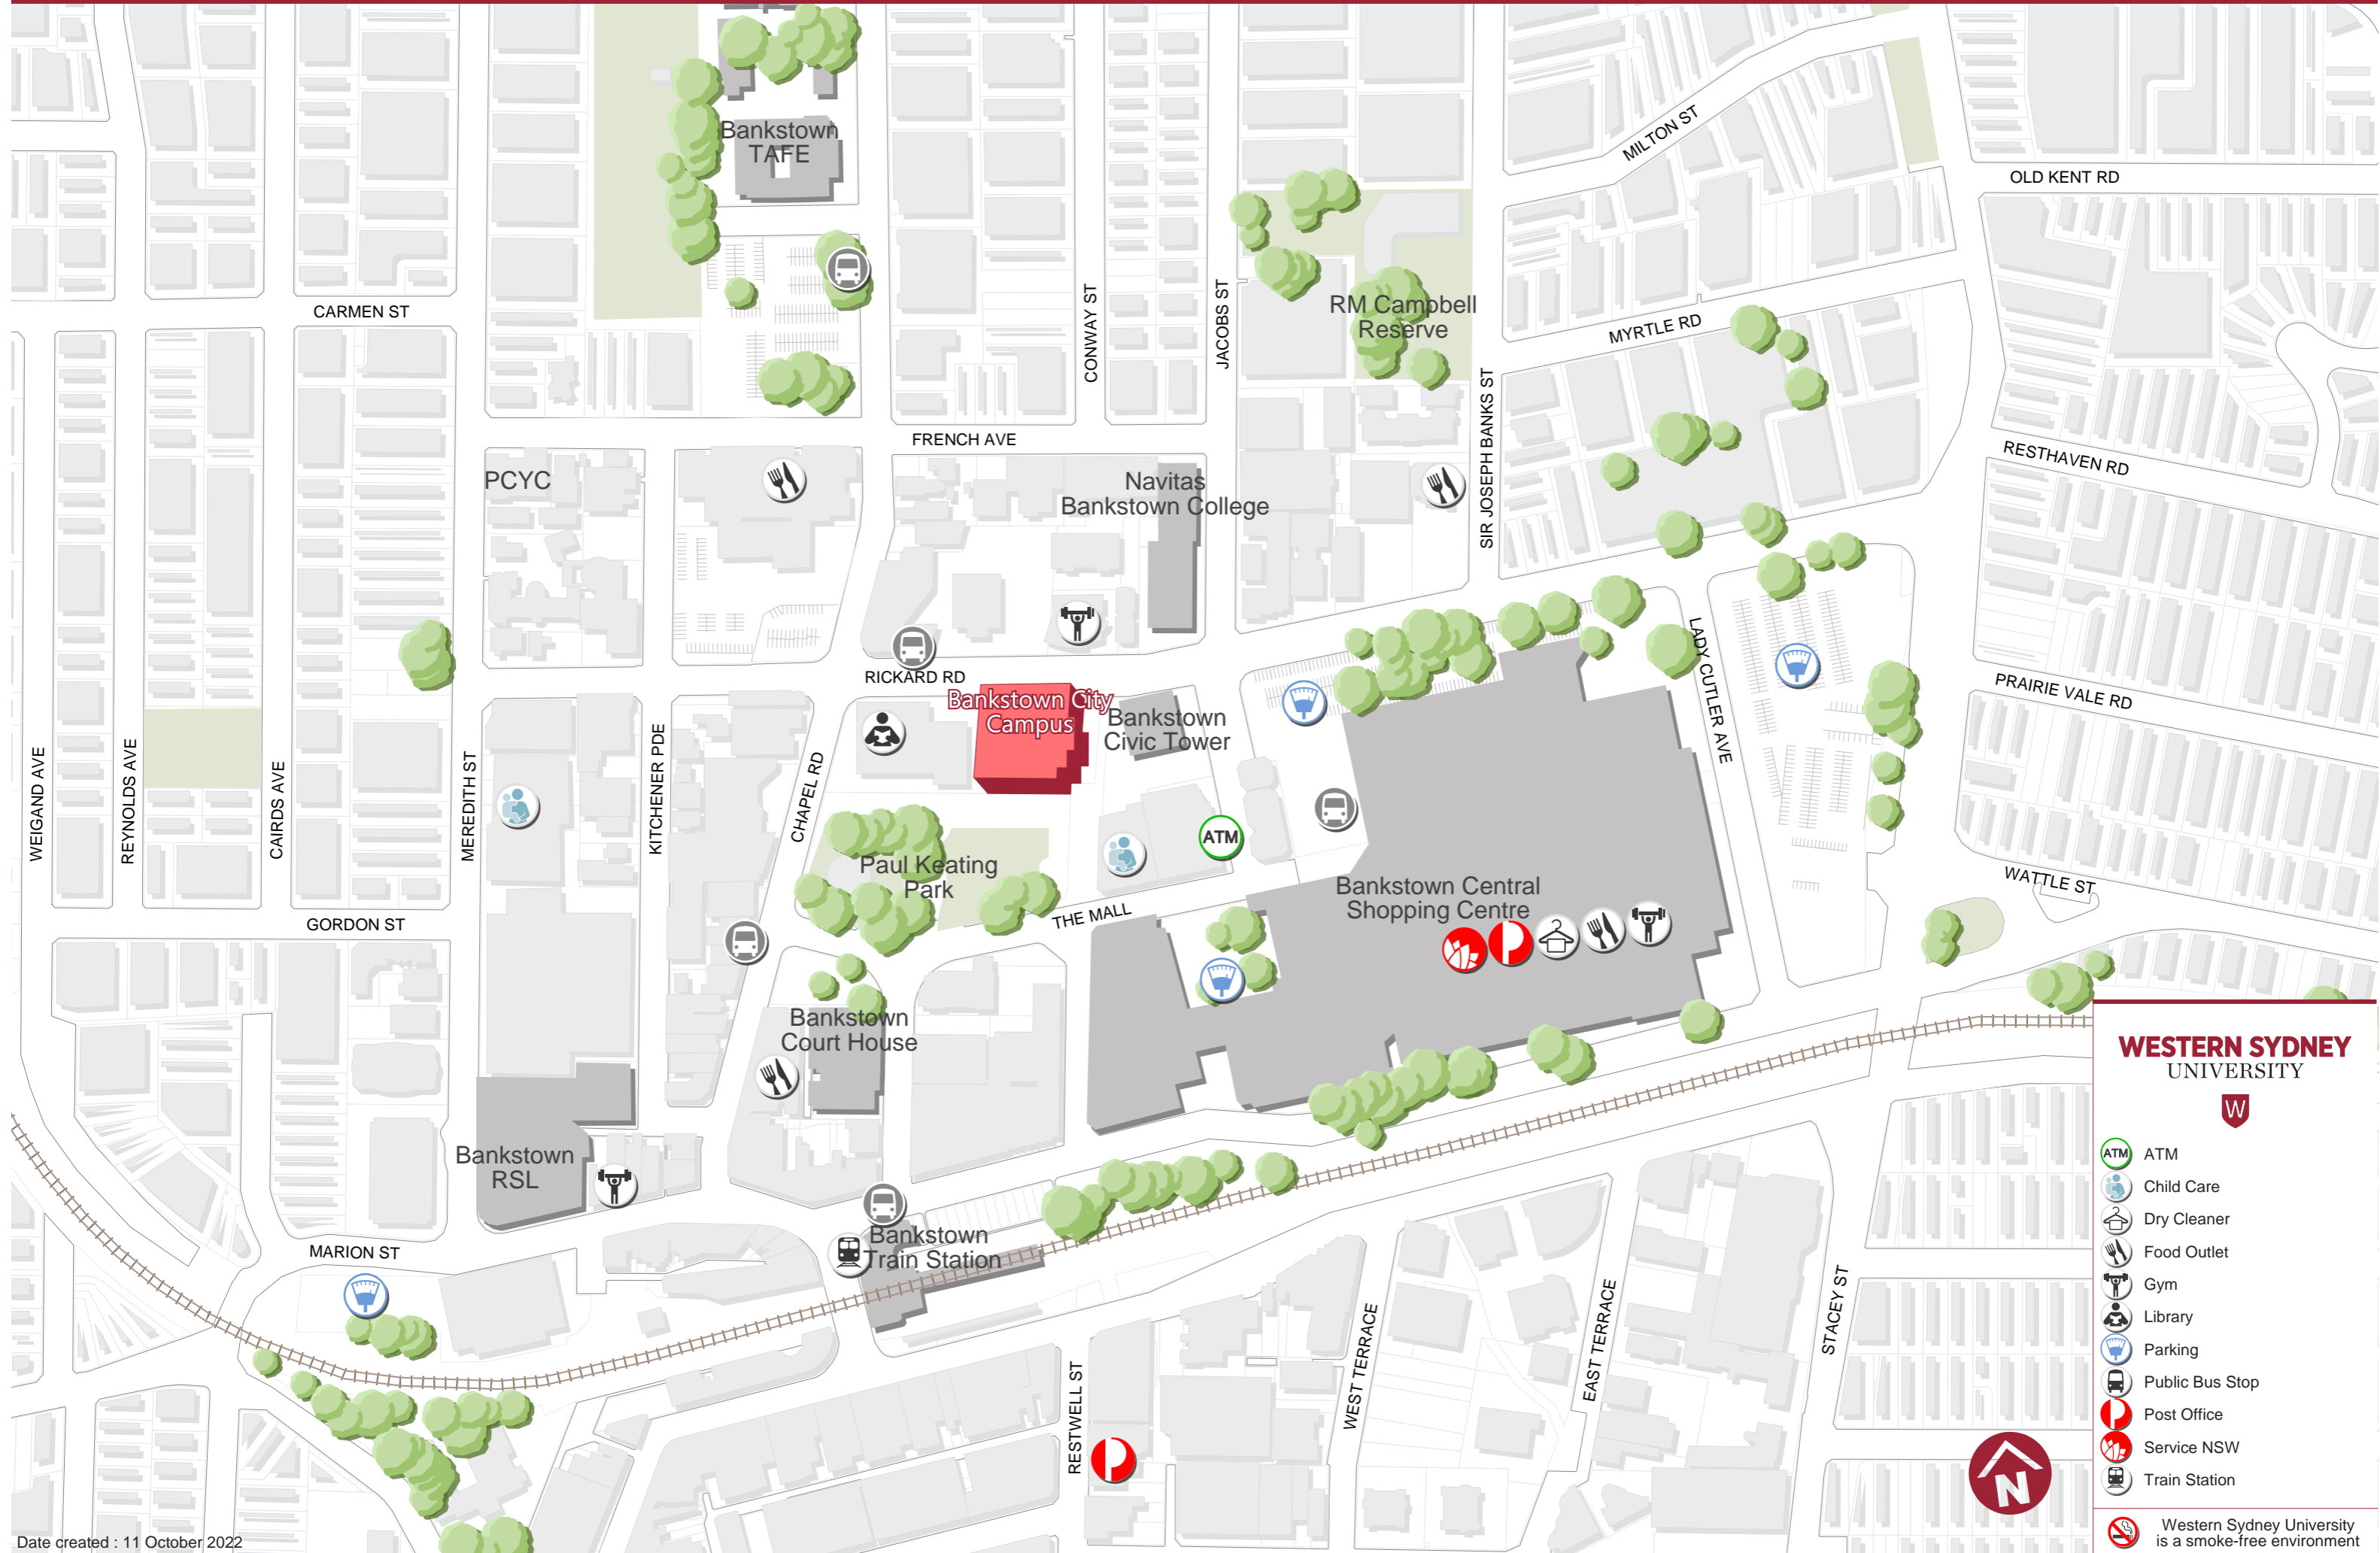 Bankstown
TAFE
MILTON ST
OLD KENT RD
CARMEN ST
CONWAY ST
JACOBS ST
RM Campbell
Reserve
MYRTLE RD
FRENCH AVE
SIR JOSEPH BANKS ST
RESTHAVEN RD
PCYC
Navitas
Bankstown College
RICKARD RD
LADY CUTLER AVE
PRAIRIE VALE RD
Bankstown City
Campus
Bankstown
Civic Tower
WEIGAND AVE
REYNOLDS AVE
CAIRDS AVE
MEREDITH ST
KITCHENER PDE
CHAPEL RD
ATM
Paul Keating
Park
Bankstown Central
Shopping Centre
WATTLE ST
THE MALL
GORDON ST
Bankstown
Court House
Bankstown
RSL
MARION ST
Bankstown
Train Station
RESTWELL ST
WEST TERRACE
EAST TERRACE
STACEY ST
WESTERN SYDNEY
UNIVERSITY
W
ATM ATM
Child Care
Dry Cleaner
Food Outlet
Gym
Library
Parking
Public Bus Stop
Post Office
Service NSW
Train Station
N
Western Sydney University
is a smoke-free environment
Date created : 11 October 2022